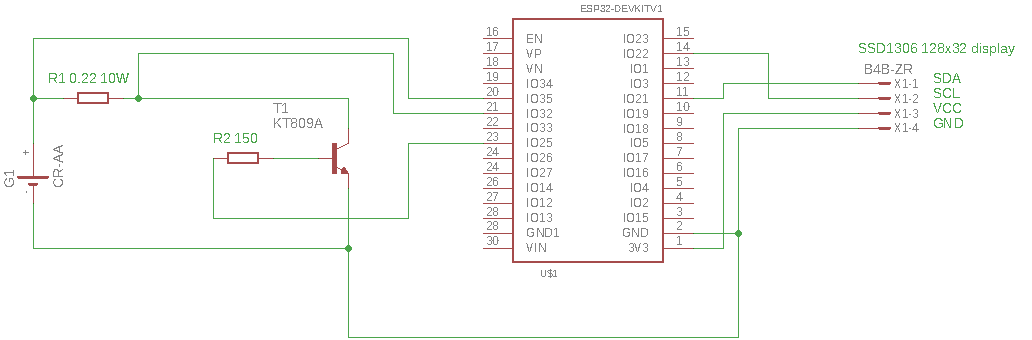 ESP32-DEVKITV1
16 EN IO23 15
17 VP IO22 14
18 VN IO1 13
19 IO34 IO3 12
20 IO35 IO21 11
21 IO32 IO19 10
22 IO33 IO18 9
23 IO25 IO5 8
24 IO26 IO17 7
24 IO27 IO16 6
26 IO14 IO4 5
27 IO12 IO2 4
28 IO13 IO15 3
28 GND1 GND 2
30 VIN 3V3 1
U$1
SSD1306 128x32 display
B4B-ZR
X1-1 SDA
X1-2 SCL
X1-3 VCC
X1-4 GND
R1 0.22 10W
T1
KT809A
R2 150
G1
+
-
CR-AA